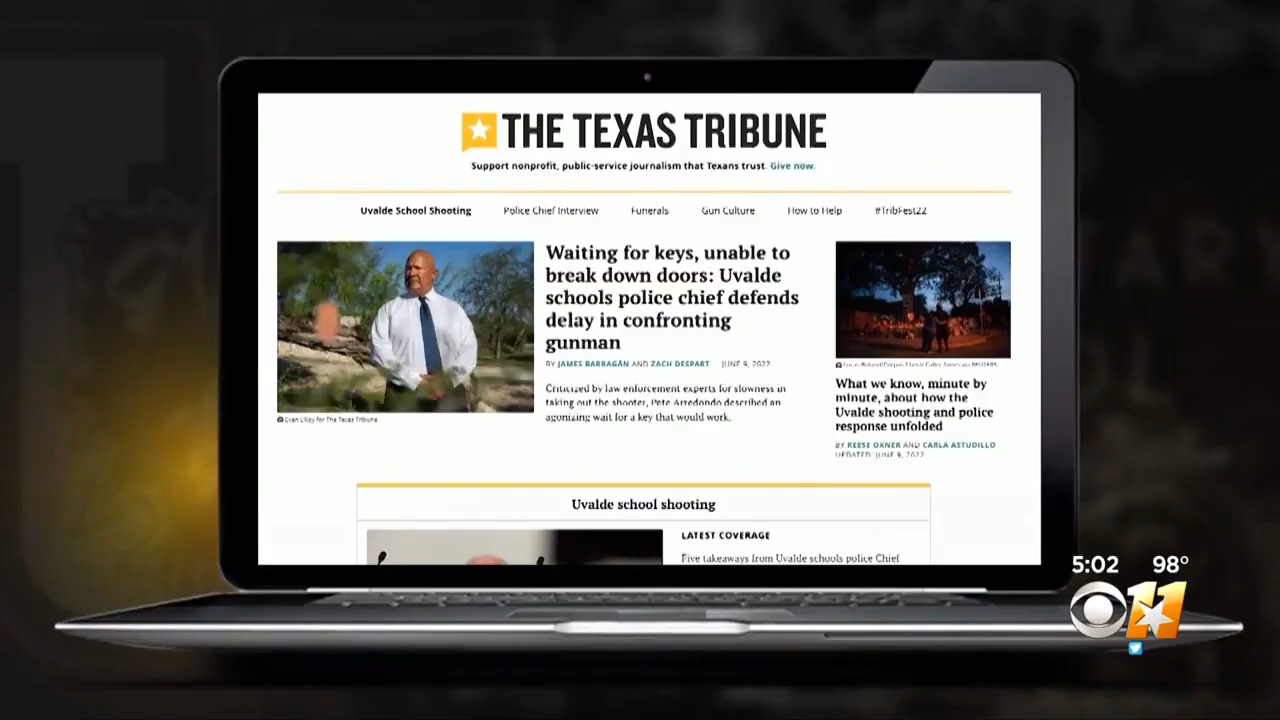 THE TEXAS TRIBUNE
Support nonprofit, public-service journalism that Texans trust. Give now.
Uvalde School Shooting Police Chief Interview Funerals Gun Culture How to Help #TribFest22
Waiting for keys, unable to
break down doors: Uvalde
schools police chief defends
delay in confronting
gunman
BY JAMES BARRAGÁN AND ZACH DESPART JUNE 9, 2022
Criticized by law enforcement experts for slowness in
taking out the shooter, Pete Arredondo described an
agonizing wait for a key that would work.
Evan L'Roy for The Texas Tribune
What we know, minute by
minute, about how the
Uvalde shooting and police
response unfolded
BY REESE OXNER AND CARLA ASTUDILLO
UPDATED: JUNE 9, 2022
Uvalde school shooting
LATEST COVERAGE
Five takeaways from Uvalde schools police Chief
5:02 98°
11